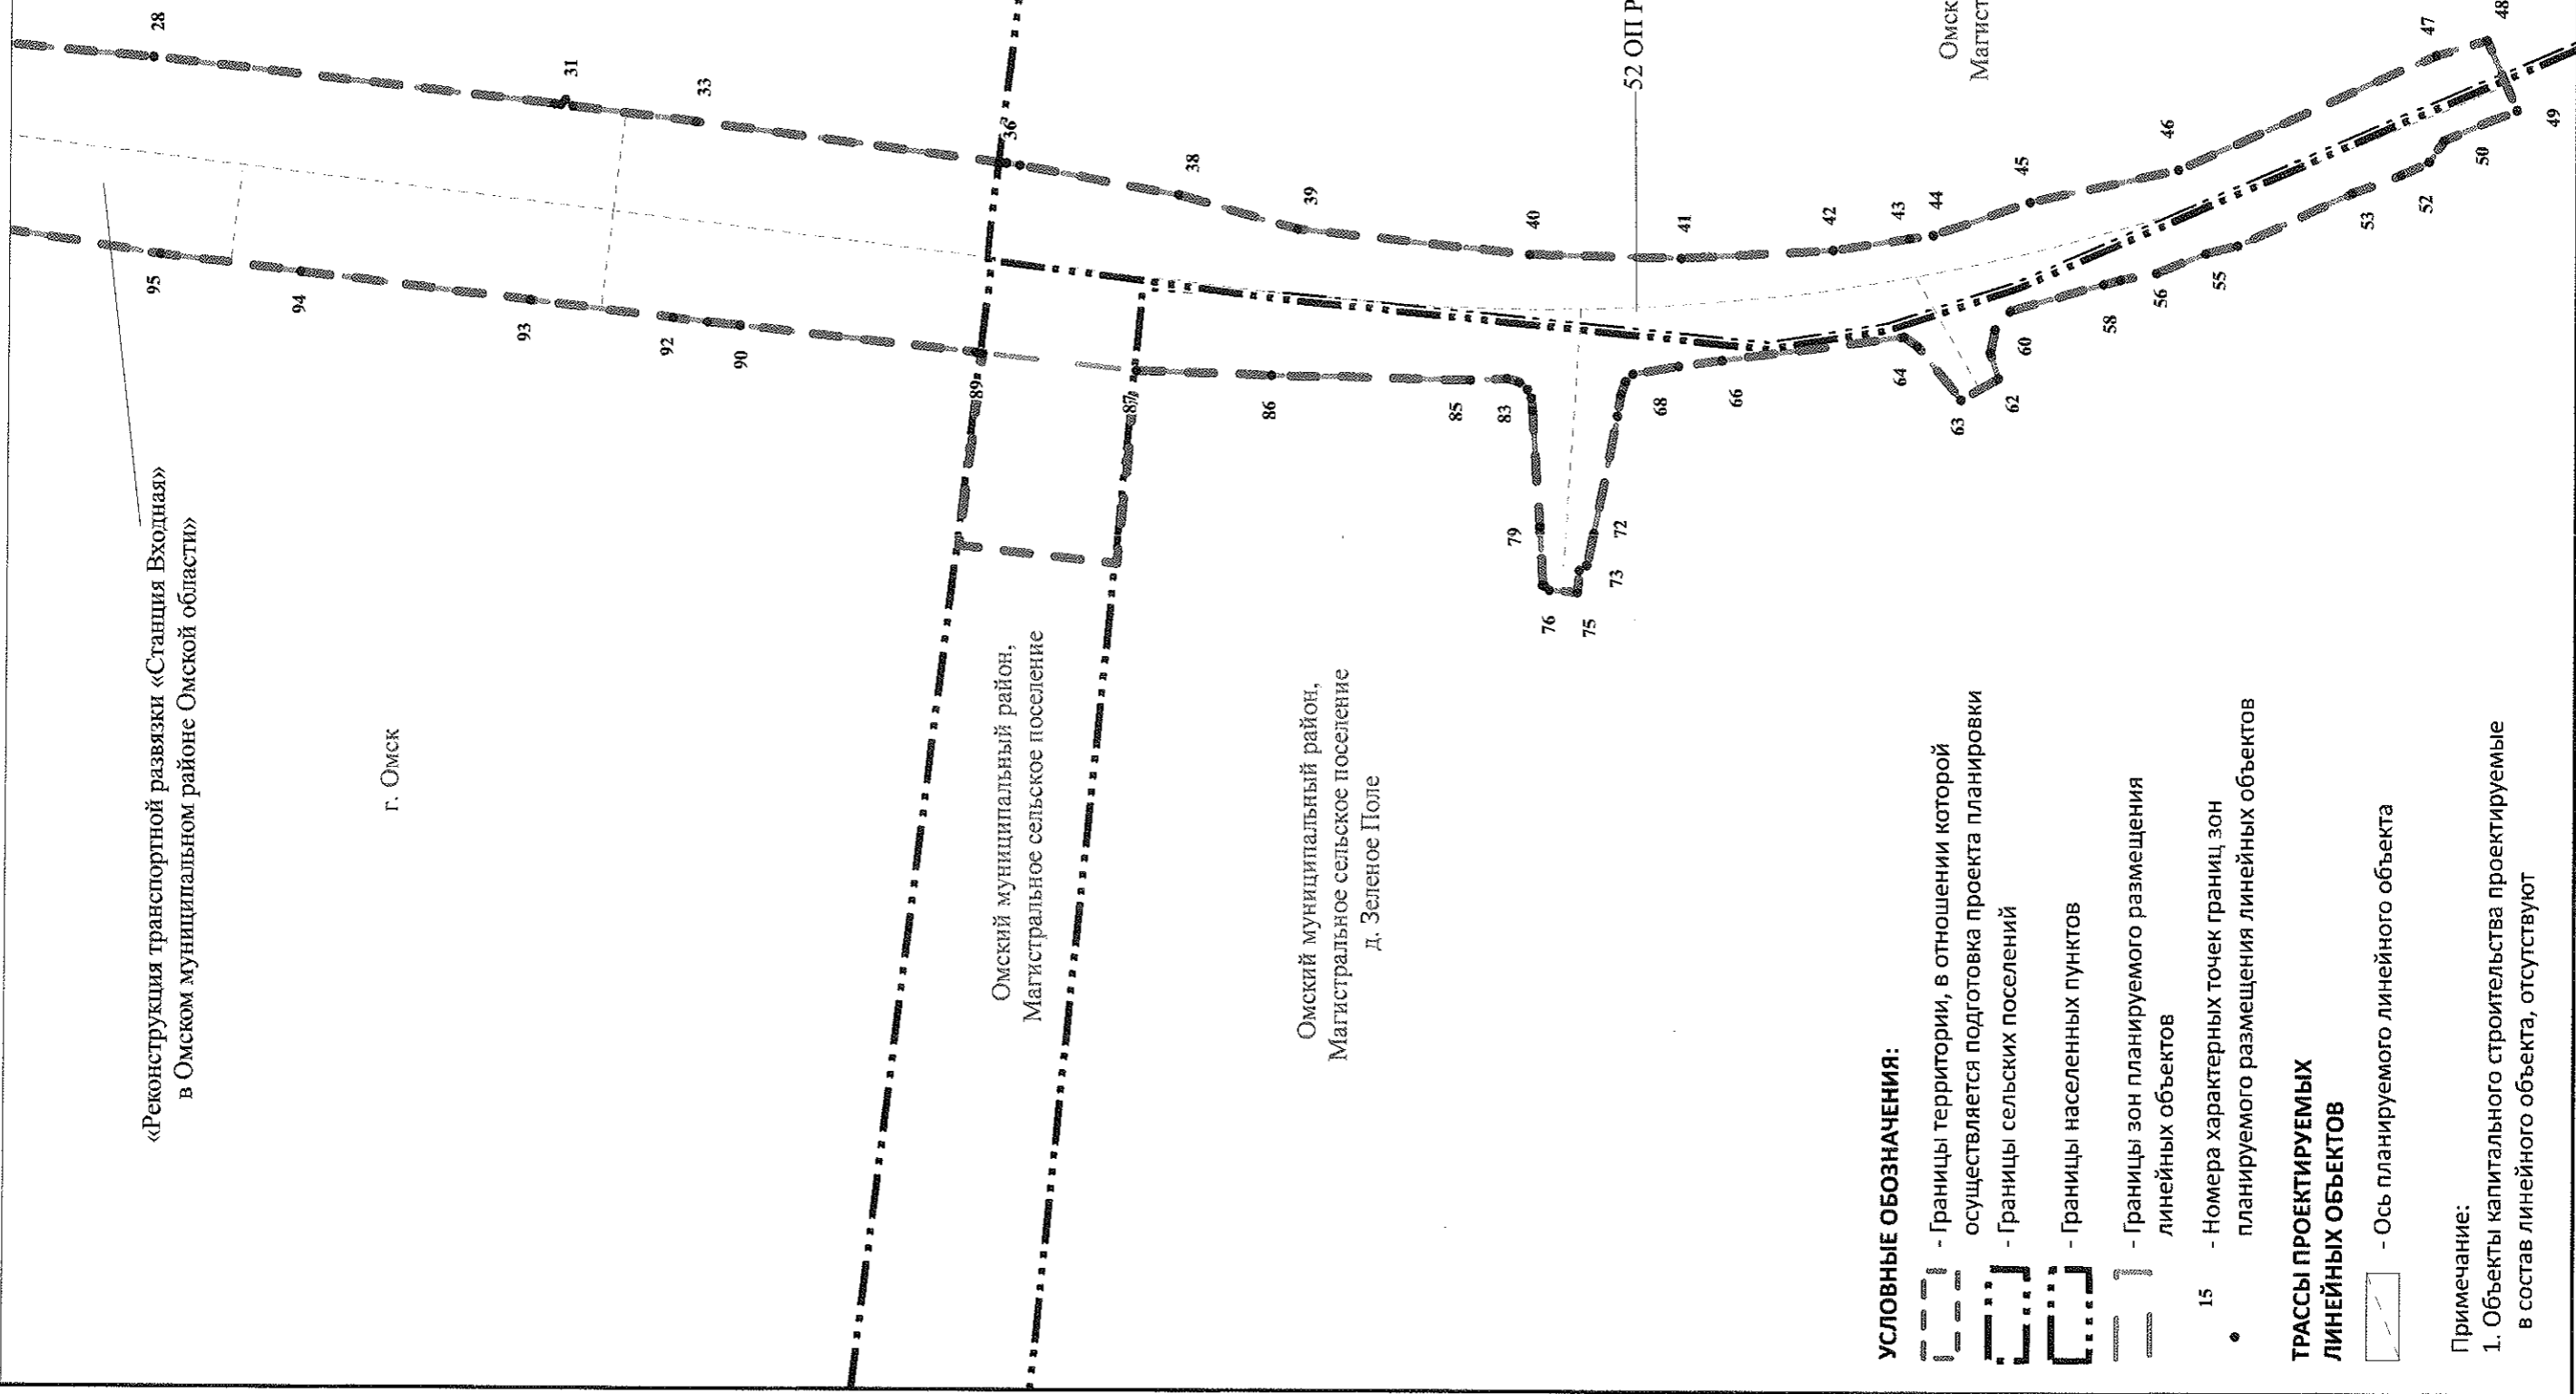 «Реконструкция транспортной развязки «Станция Входная»
в Омском муниципальном районе Омской области»
г. Омск
Омский муниципальный район,
Магистральное сельское поселение
Омский муниципальный район,
Магистральное сельское поселение
д. Зеленое Поле
52 ОП Р
Омск
Магист
28
31
33
36
38
39
40
41
42
43
44
45
46
47
48
49
50
52
53
55
56
58
60
62
63
64
66
68
72
73
75
76
79
83
85
86
87
89
90
92
93
94
95
УСЛОВНЫЕ ОБОЗНАЧЕНИЯ:
- Границы территории, в отношении которой
осуществляется подготовка проекта планировки
- Границы сельских поселений
- Границы населенных пунктов
- Границы зон планируемого размещения
линейных объектов
15
- Номера характерных точек границ зон
планируемого размещения линейных объектов
ТРАССЫ ПРОЕКТИРУЕМЫХ
ЛИНЕЙНЫХ ОБЪЕКТОВ
- Ось планируемого линейного объекта
Примечание:
1. Объекты капитального строительства проектируемые
в состав линейного объекта, отсутствуют